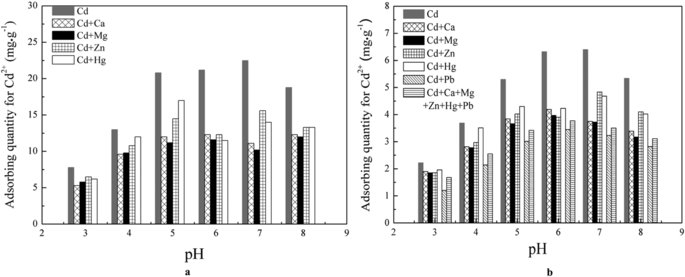 30
25
20
15
10
5
0
Adsorbing quantity for Cd²⁺ (mg·g⁻¹)
Cd
Cd+Ca
Cd+Mg
Cd+Zn
Cd+Hg
2 3 4 5 6 7 8 9
pH
a
8
7
6
5
4
3
2
1
0
Adsorbing quantity for Cd²⁺ (mg·g⁻¹)
Cd
Cd+Ca
Cd+Mg
Cd+Zn
Cd+Hg
Cd+Pb
Cd+Ca+Mg
+Zn+Hg+Pb
2 3 4 5 6 7 8 9
pH
b